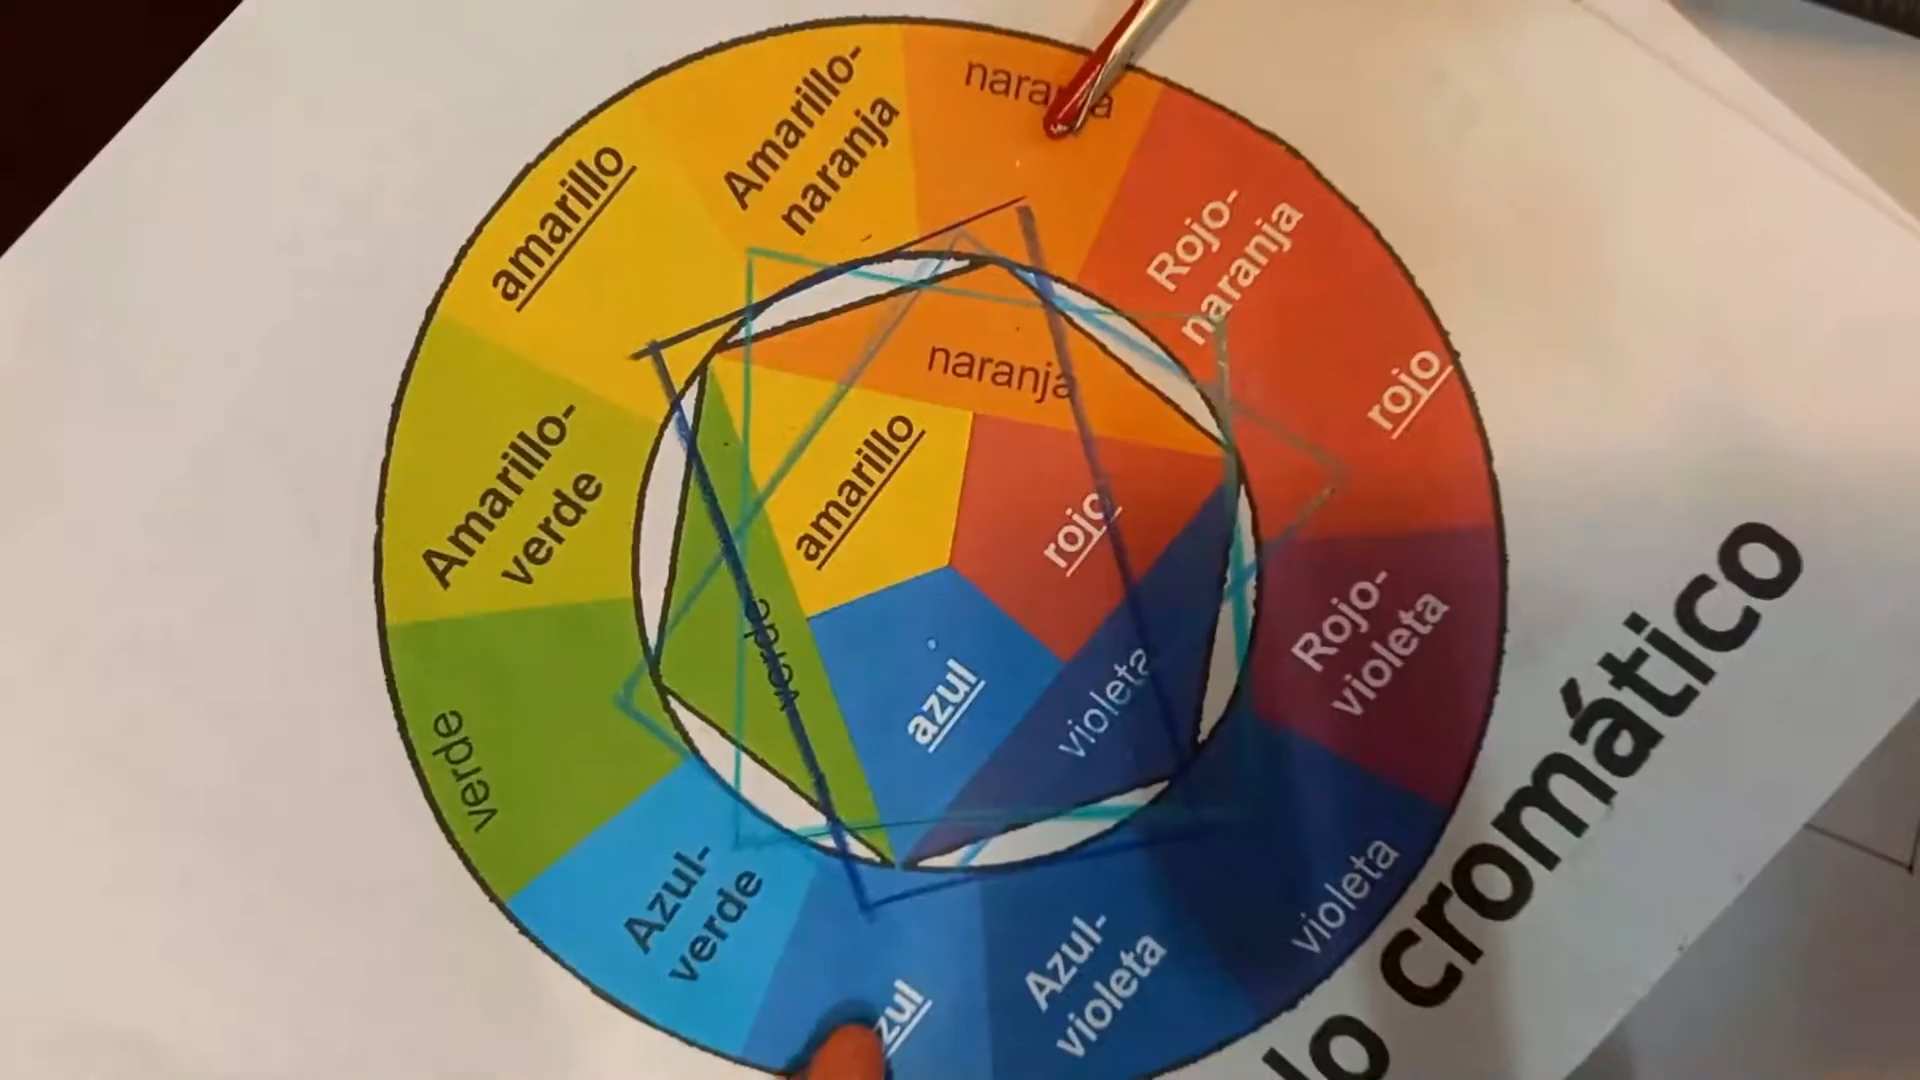 naranja
Amarillo-
naranja
amarillo
Rojo-
naranja
rojo
Amarillo-
verde
naranja
amarillo
rojo
verde
azul
violeta
Rojo-
violeta
verde
Azul-
verde
zul
Azul-
violeta
violeta
lo cromático